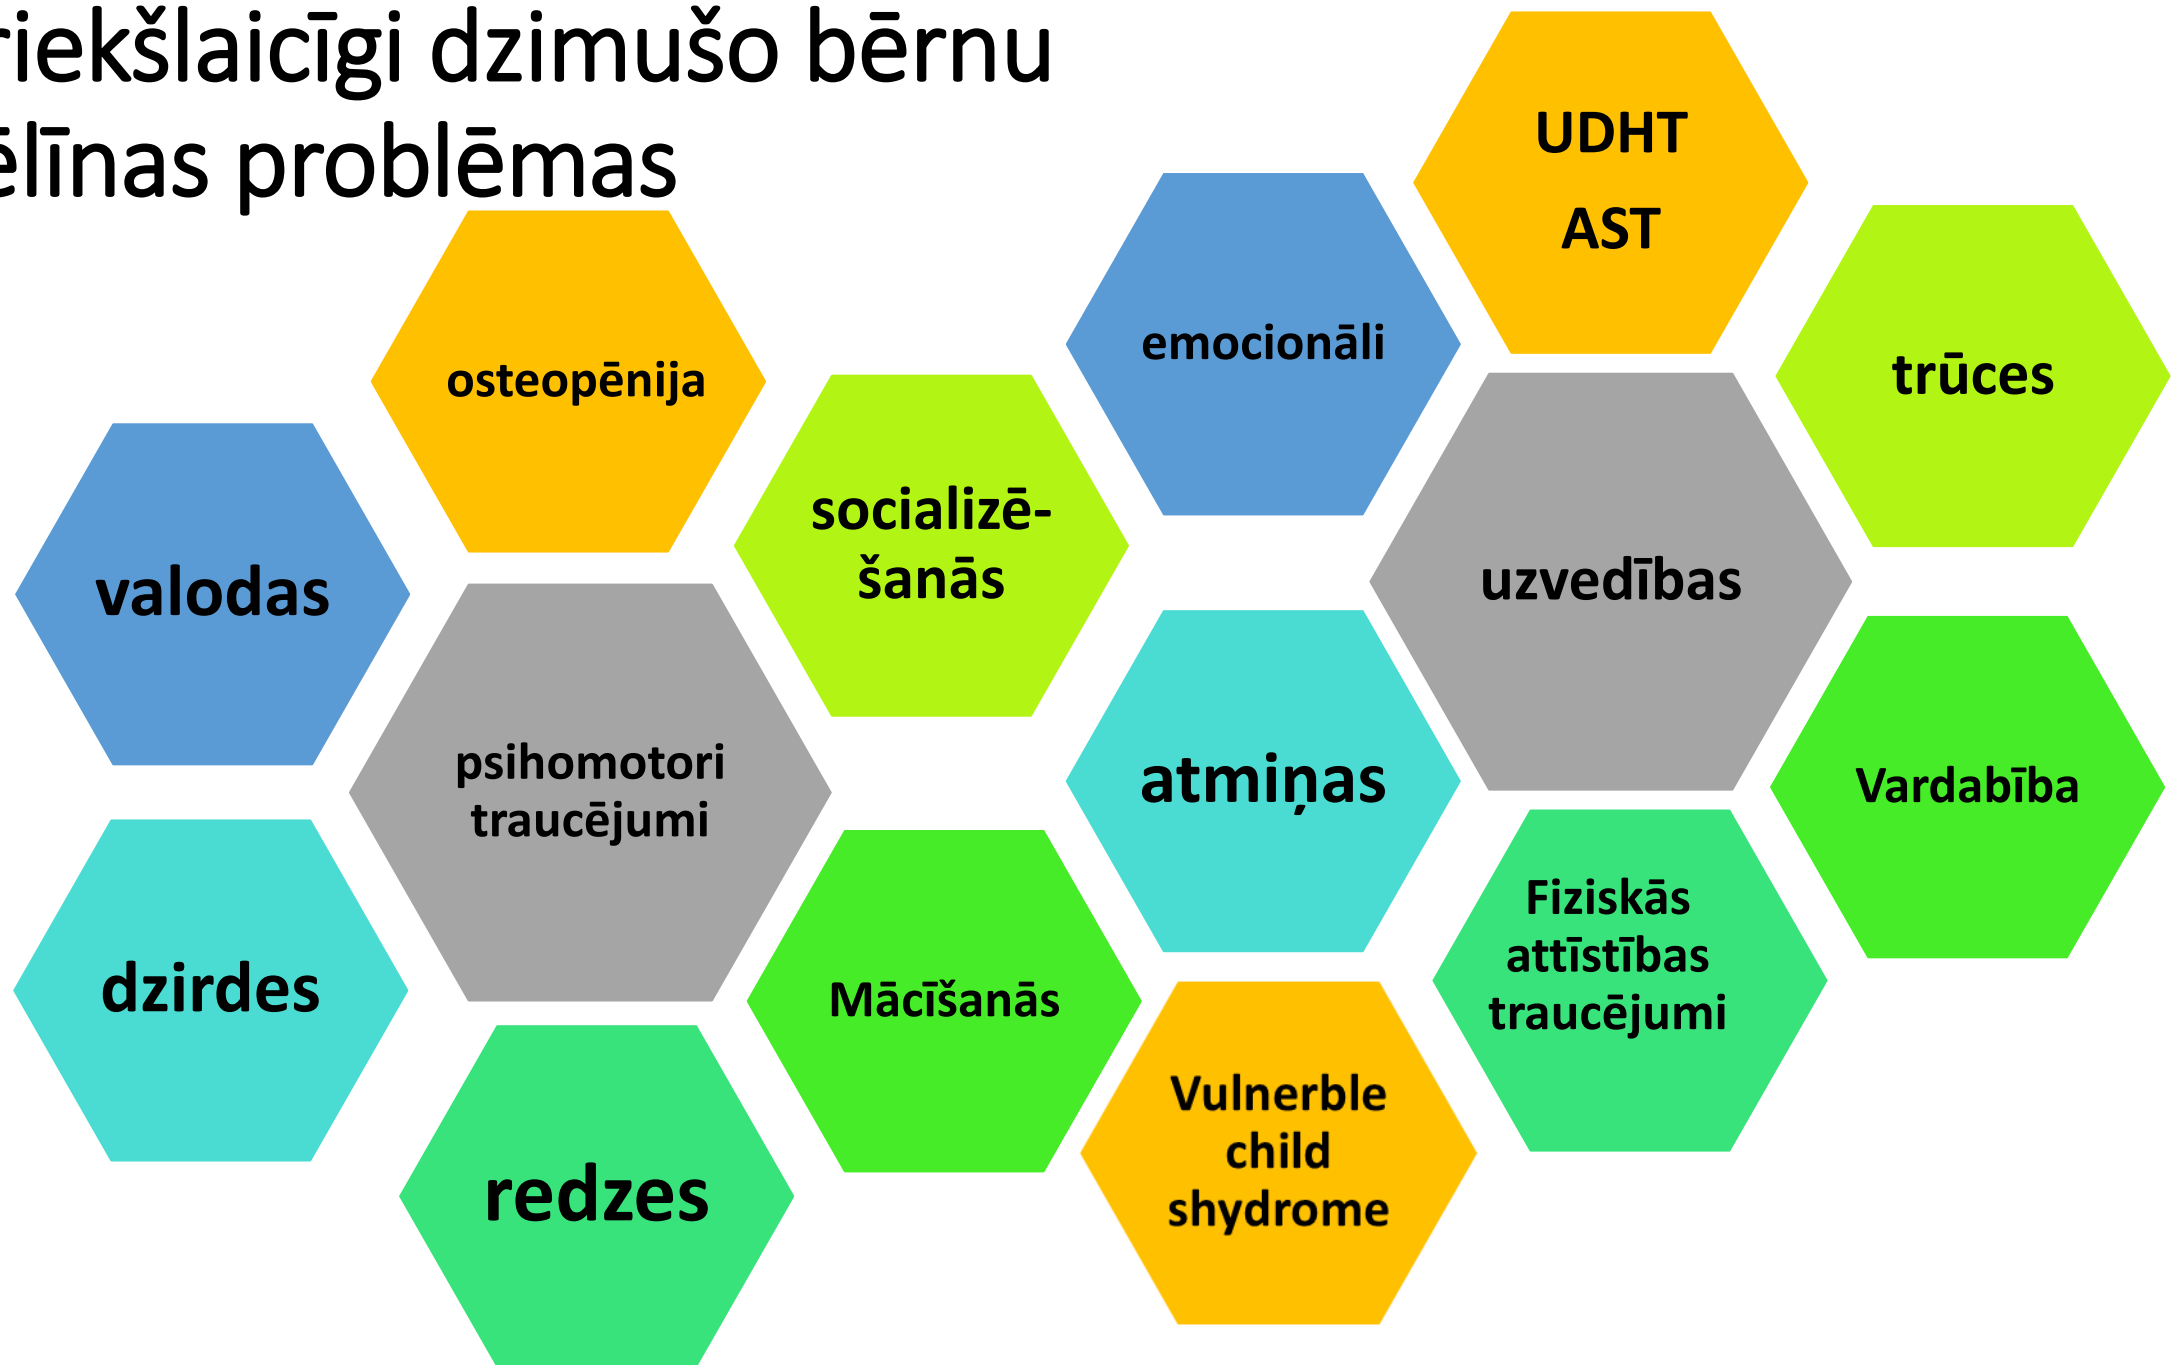 riekšlaicīgi dzimušo bērnu
ēlīnas problēmas
UDHT
AST
emocionāli
trūces
osteopēnija
socializē-
šanās
valodas
uzvedības
psihomotori
traucējumi
atmiņas
Vardabība
Fiziskās
attīstības
traucējumi
dzirdes
Mācīšanās
Vulnerble
child
shydrome
redzes